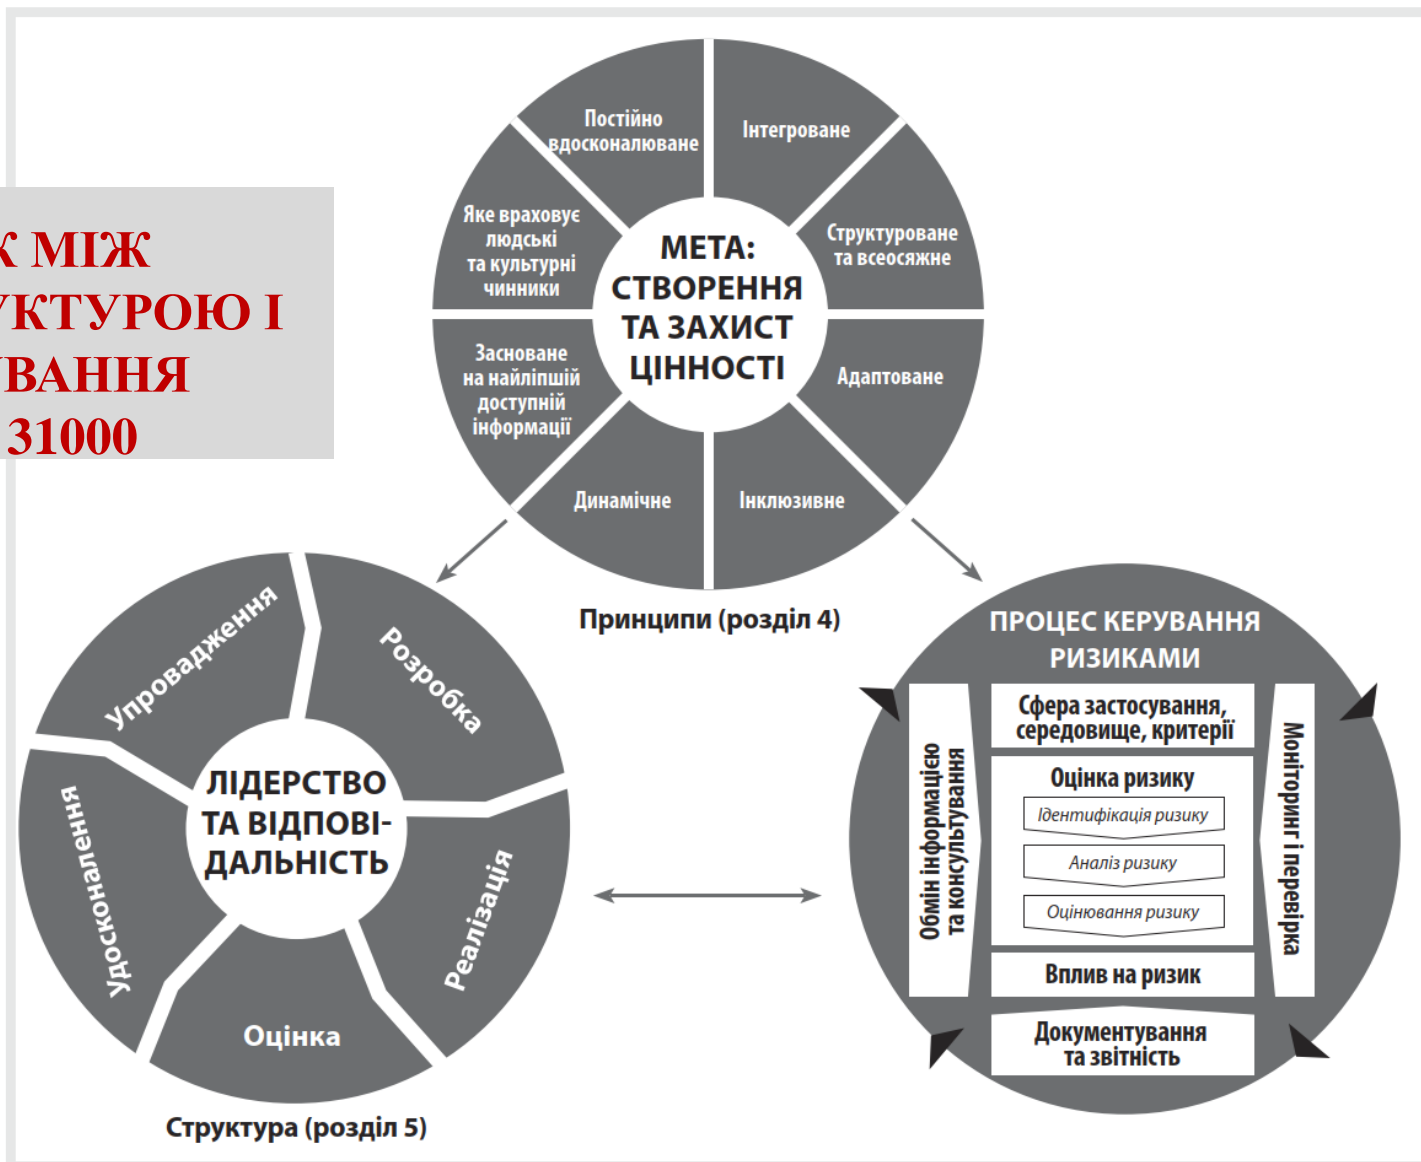 К МІЖ
УКТУРОЮ І
УВАННЯ
31000
Постійно
вдосконалюване
Інтегроване
Яке враховує
людські
та культурні
чинники
Структуроване
та всеосяжне
МЕТА:
СТВОРЕННЯ
ТА ЗАХИСТ
ЦІННОСТІ
Засноване
на найліпшій
доступній
інформації
Адаптоване
Динамічне
Інклюзивне
Принципи (розділ 4)
Упровадження
Розробка
ЛІДЕРСТВО
ТА ВІДПОВІ-
ДАЛЬНІСТЬ
Удосконалення
Реалізація
Оцінка
Структура (розділ 5)
ПРОЦЕС КЕРУВАННЯ
РИЗИКАМИ
Обмін інформацією
та консультування
Сфера застосування,
середовище, критерії
Оцінка ризику
Ідентифікація ризику
Аналіз ризику
Оцінювання ризику
Вплив на ризик
Документування
та звітність
Моніторинг і перевірка